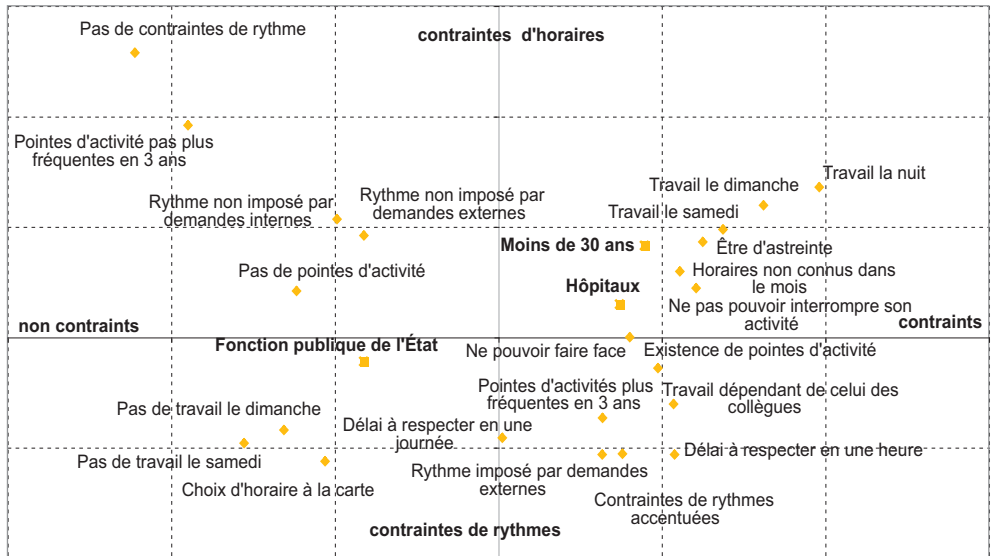 Pas de contraintes de rythme
contraintes d'horaires
Pointes d'activité pas plus
fréquentes en 3 ans
Travail la nuit
Travail le dimanche
Rythme non imposé par
demandes internes
Rythme non imposé par
demandes externes
Travail le samedi
Moins de 30 ans
Être d'astreinte
Pas de pointes d'activité
Horaires non connus dans
le mois
Hôpitaux
Ne pas pouvoir interrompre son
activité
non contraints
contraints
Fonction publique de l'État
Ne pouvoir faire face
Existence de pointes d'activité
Pointes d'activités plus
fréquentes en 3 ans
Travail dépendant de celui des
collègues
Pas de travail le dimanche
Délai à respecter en une
journée
Pas de travail le samedi
Délai à respecter en une heure
Rythme imposé par demandes
externes
Choix d'horaire à la carte
Contraintes de rythmes
accentuées
contraintes de rythmes